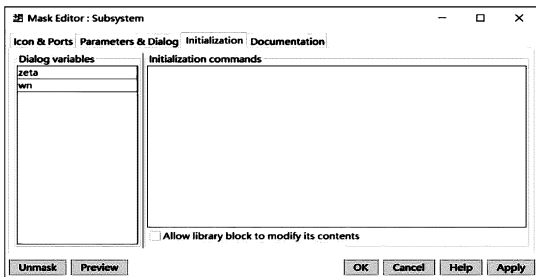 Mask Editor : Subsystem
Icon & Ports Parameters & Dialog Initialization Documentation
Dialog variables Initialization commands
zeta
wn
Allow library block to modify its contents
Unmask Preview OK Cancel Help Apply